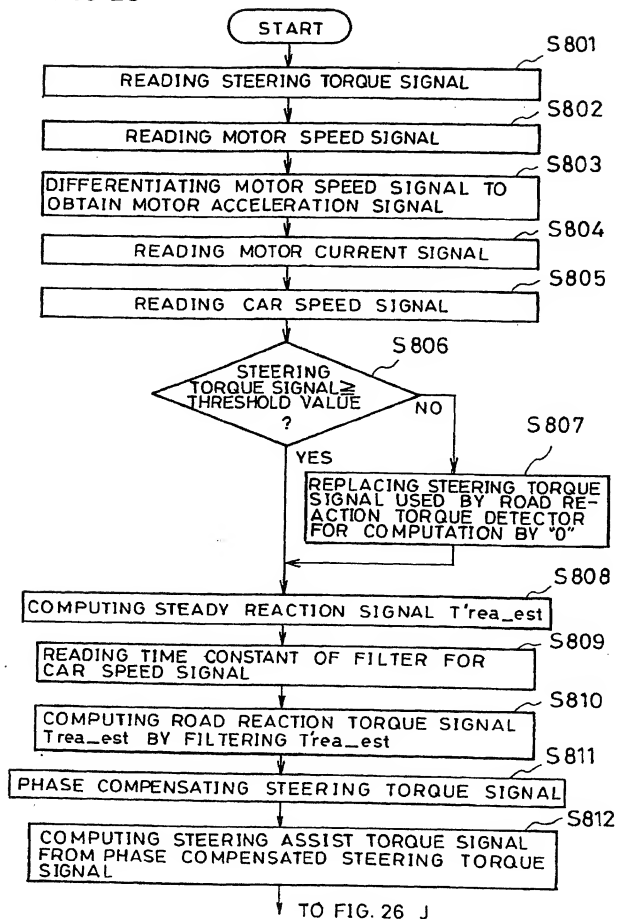 START
S801
READING STEERING TORQUE SIGNAL
S802
READING MOTOR SPEED SIGNAL
S803
DIFFERENTIATING MOTOR SPEED SIGNAL TO
OBTAIN MOTOR ACCELERATION SIGNAL
S804
READING MOTOR CURRENT SIGNAL
S805
READING CAR SPEED SIGNAL
S806
STEERING
TORQUE SIGNAL≧
THRESHOLD VALUE
?
NO
YES
S807
REPLACING STEERING TORQUE
SIGNAL USED BY ROAD RE-
ACTION TORQUE DETECTOR
FOR COMPUTATION BY "0"
S808
COMPUTING STEADY REACTION SIGNAL T'rea_est
S809
READING TIME CONSTANT OF FILTER FOR
CAR SPEED SIGNAL
S810
COMPUTING ROAD REACTION TORQUE SIGNAL
Trea_est BY FILTERING T'rea_est
S811
PHASE COMPENSATING STEERING TORQUE SIGNAL
S812
COMPUTING STEERING ASSIST TORQUE SIGNAL
FROM PHASE COMPENSATED STEERING TORQUE
SIGNAL
TO FIG. 26 J